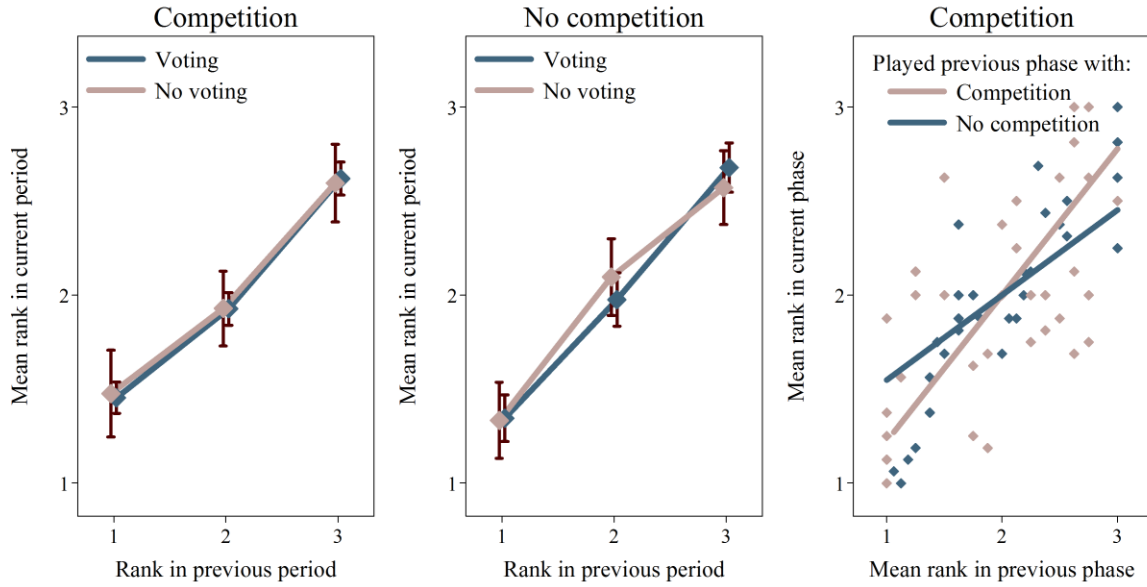 Competition
Voting
No voting
3
2
1
Mean rank in current period
1 2 3
Rank in previous period
No competition
Voting
No voting
3
2
1
Mean rank in current period
1 2 3
Rank in previous period
Competition
Played previous phase with:
Competition
No competition
3
2
1
Mean rank in current phase
1 2 3
Mean rank in previous phase